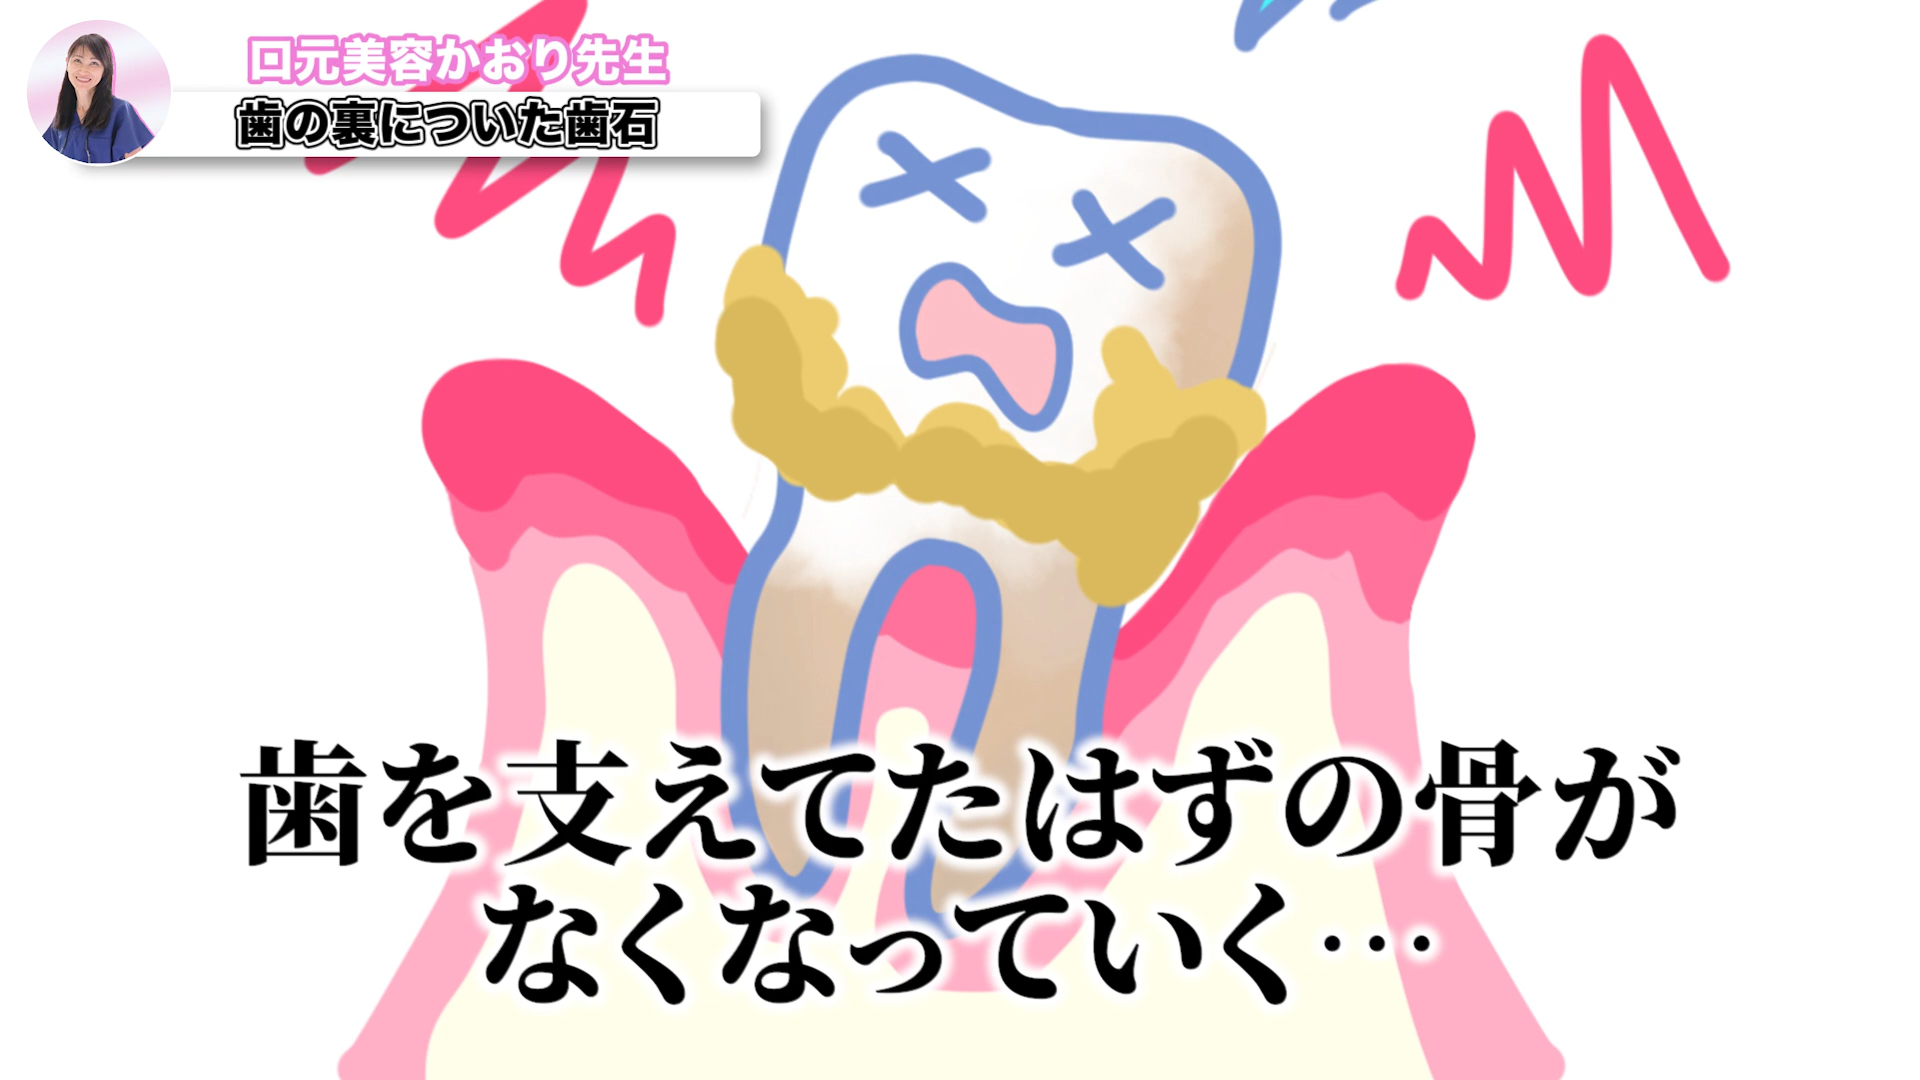 口元美容かおり先生
歯の裏についた歯石
歯を支えてたはずの骨が
なくなっていく…